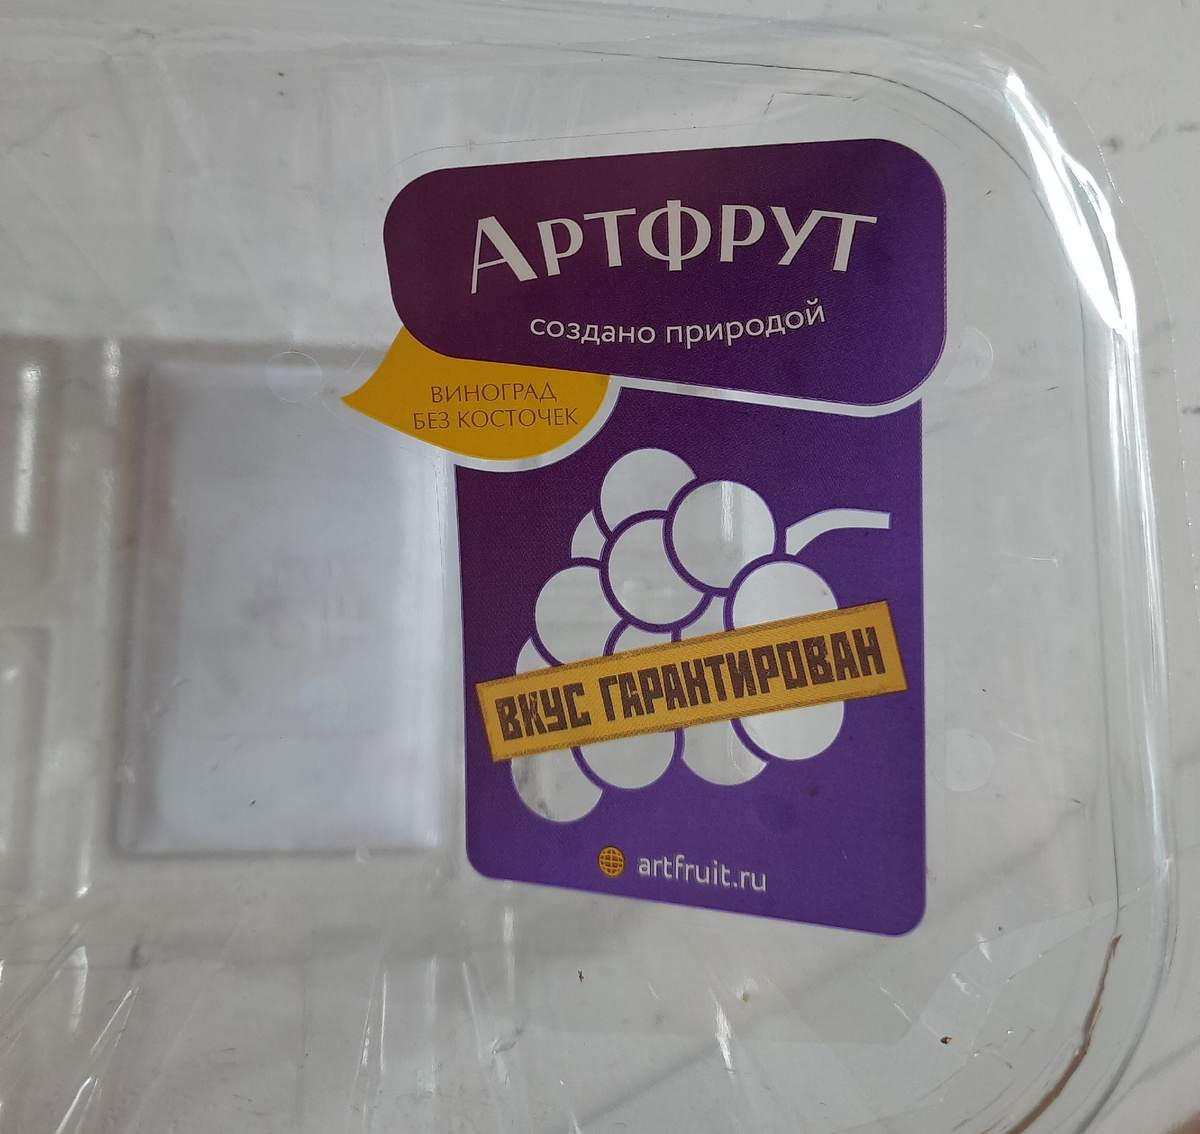 АРТФРУТ
создано природой
ВИНОГРАД
БЕЗ КОСТОЧЕК
ВКУС ГАРАНТИРОВАН
artfruit.ru